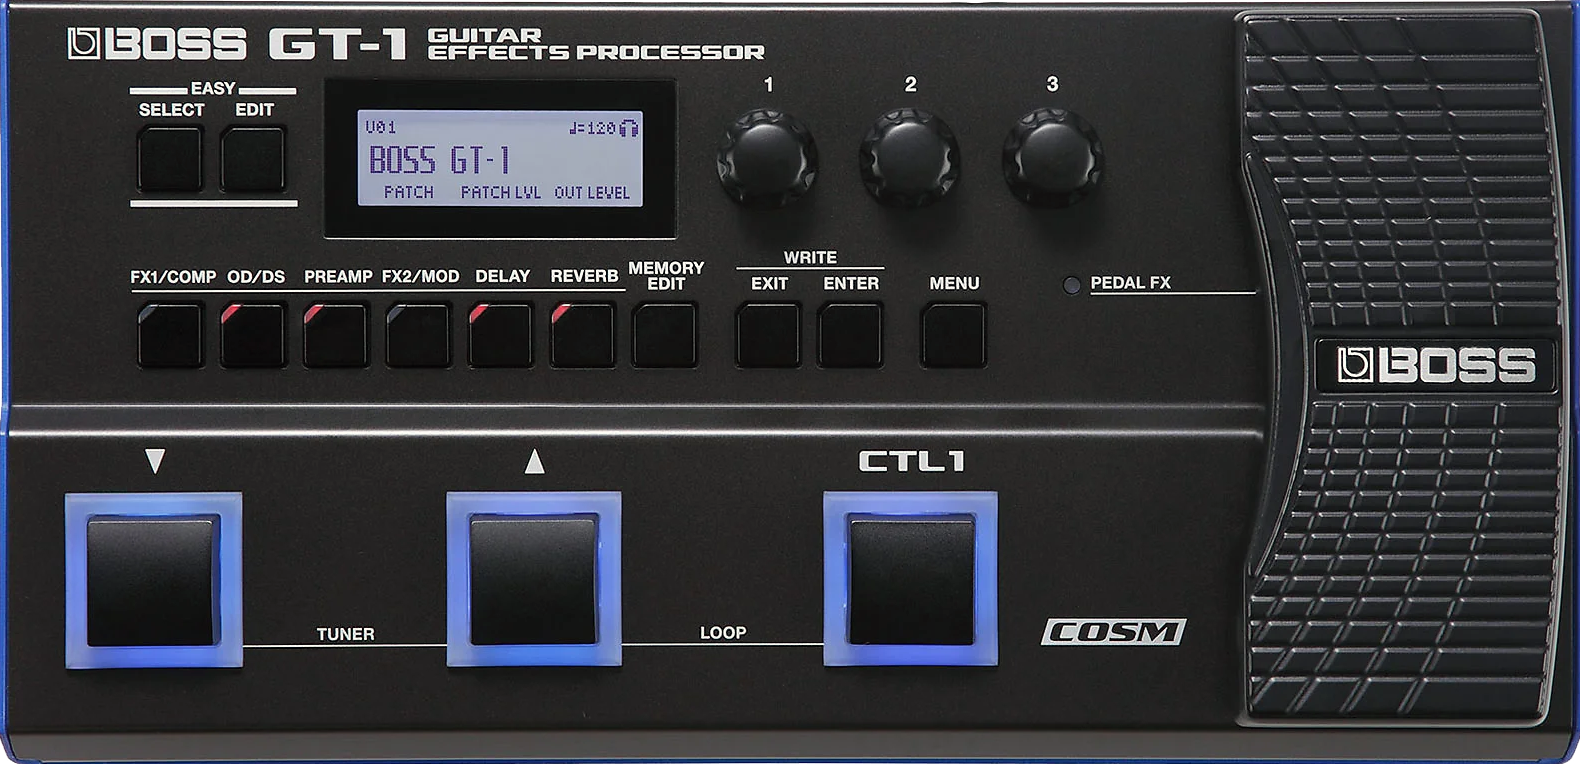 BOSS GT-1 GUITAR
EFFECTS PROCESSOR
EASY
SELECT EDIT
1 2 3
U01 ♩=120
BOSS GT-1
PATCH PATCH LVL OUT LEVEL
WRITE
FX1/COMP OD/DS PREAMP FX2/MOD DELAY REVERB MEMORY
EDIT EXIT ENTER MENU PEDAL FX
BOSS
▼ ▲ CTL1
TUNER LOOP COSM